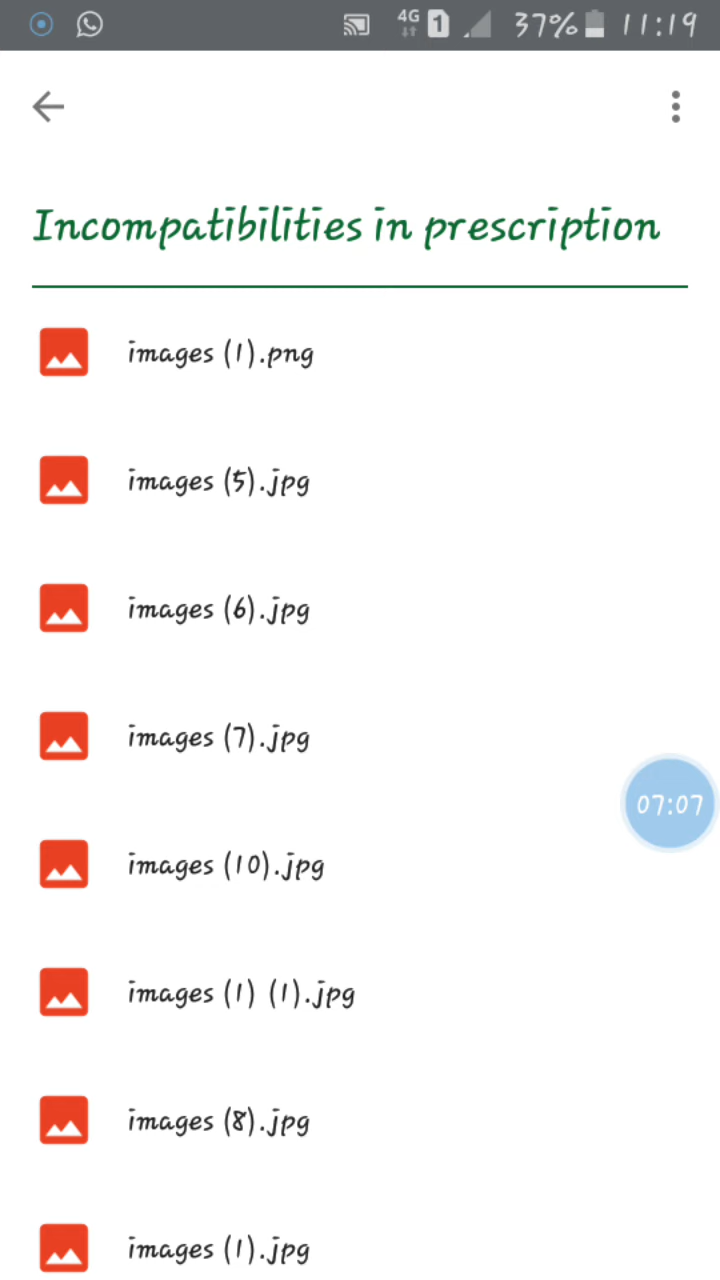 4G 1 37% 11:19
Incompatibilities in prescription
images (1).png
images (5).jpg
images (6).jpg
images (7).jpg
07:07
images (10).jpg
images (1) (1).jpg
images (8).jpg
images (1).jpg